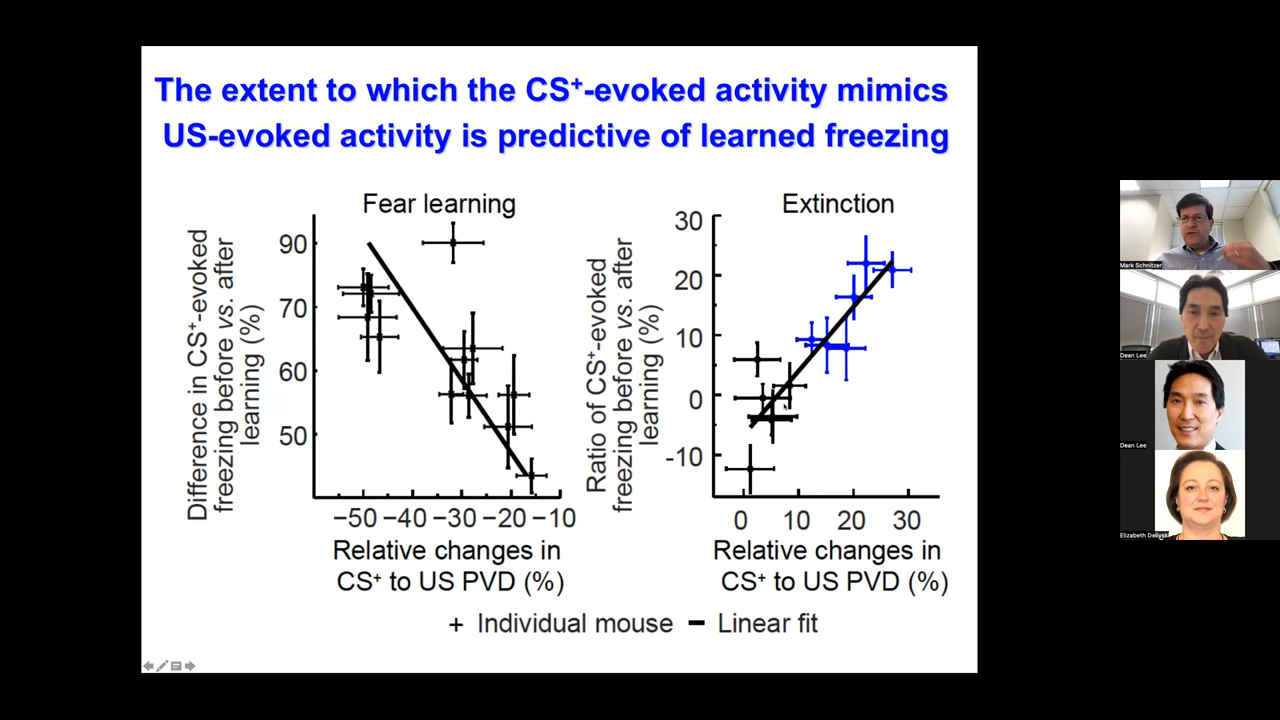 The extent to which the CS⁺-evoked activity mimics
US-evoked activity is predictive of learned freezing
Fear learning
Difference in CS⁺-evoked
freezing before vs. after
learning (%)
90
70
60
50
−50 −40 −30 −20 −10
Relative changes in
CS⁺ to US PVD (%)
Extinction
Ratio of CS⁺-evoked
freezing before vs. after
learning (%)
30
20
10
0
-10
0 10 20 30
Relative changes in
CS⁺ to US PVD (%)
+ Individual mouse − Linear fit
Mark Schnitzer
Dean Lee
Dean Lee